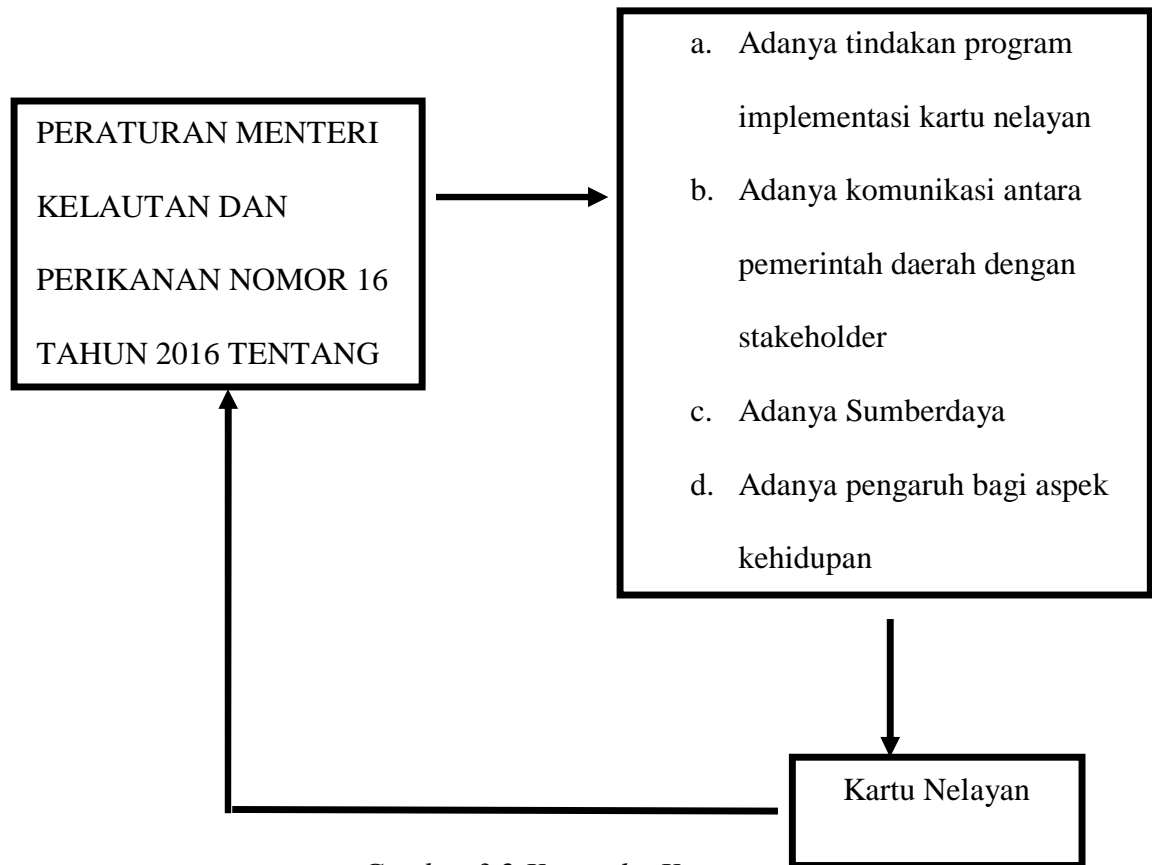 PERATURAN MENTERI
KELAUTAN DAN
PERIKANAN NOMOR 16
TAHUN 2016 TENTANG
a. Adanya tindakan program
implementasi kartu nelayan
b. Adanya komunikasi antara
pemerintah daerah dengan
stakeholder
c. Adanya Sumberdaya
d. Adanya pengaruh bagi aspek
kehidupan
Kartu Nelayan